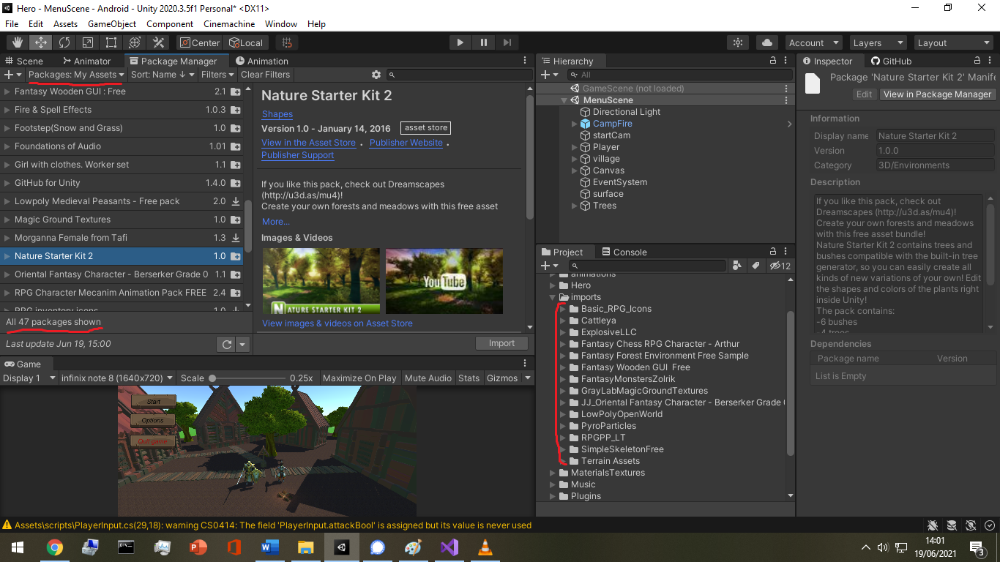 Hero - MenuScene - Android - Unity 2020.3.5f1 Personal* <DX11>
File Edit Assets GameObject Component Cinemachine Window Help
Center Local Account Layers Layout
Scene Animator Package Manager Animation
Packages: My Assets Sort: Name ↓ Filters Clear Filters
Fantasy Wooden GUI : Free 2.1
Fire & Spell Effects 1.0.3
Footstep(Snow and Grass) 1.0
Foundations of Audio 1.01
Girl with clothes. Worker set 1.1
GitHub for Unity 1.4.0
Lowpoly Medieval Peasants - Free pack 2.0
Magic Ground Textures 1.0
Morganna Female from Tafi 1.3
Nature Starter Kit 2 1.0
Oriental Fantasy Character - Berserker Grade 0 1.1
RPG Character Mecanim Animation Pack FREE 2.4
RPG inventory icons 1.0
All 47 packages shown
Last update Jun 19, 15:00
Nature Starter Kit 2
Shapes
Version 1.0 - January 14, 2016 asset store
View in the Asset Store . Publisher Website .
Publisher Support
If you like this pack, check out Dreamscapes
(http://u3d.as/mu4)!
Create your own forests and meadows with this free asset
More...
Images & Videos
NATURE STARTER KIT 2
YouTube
View images & videos on Asset Store
Import
Game
Display 1 infinix note 8 (1640x720) Scale 0.25x Maximize On Play Mute Audio Stats Gizmos
Start
Options
Quit game
Hierarchy
All
GameScene (not loaded)
MenuScene
Directional Light
CampFire
startCam
Player
village
Canvas
EventSystem
surface
Trees
Project Console
12
animations
Hero
imports
Basic_RPG_Icons
Cattleya
ExplosiveLLC
Fantasy Chess RPG Character - Arthur
Fantasy Forest Environment Free Sample
Fantasy Wooden GUI  Free
FantasyMonstersZolrik
GrayLabMagicGroundTextures
JJ_Oriental Fantasy Character - Berserker Grade
LowPolyOpenWorld
PyroParticles
RPGPP_LT
SimpleSkeletonFree
Terrain Assets
MaterialsTextures
Music
Plugins
Inspector GitHub
Package 'Nature Starter Kit 2' Manife
Edit View in Package Manager
Information
Display name Nature Starter Kit 2
Version 1.0.0
Category 3D/Environments
Description
If you like this pack, check out
Dreamscapes (http://u3d.as/mu4)!
Create your own forests and meadows
with this free asset bundle!
Nature Starter Kit 2 contains trees and
bushes compatible with the built-in tree
generator, so you can easily create all
kinds of new variations of your own! Edit
the shapes and colors of the plants right
inside Unity!
The pack contains:
-6 bushes
-4 trees
Dependencies
Package name Version
List is Empty
Assets\scripts\PlayerInput.cs(29,18): warning CS0414: The field 'PlayerInput.attackBool' is assigned but its value is never used
14:01
19/06/2021
3